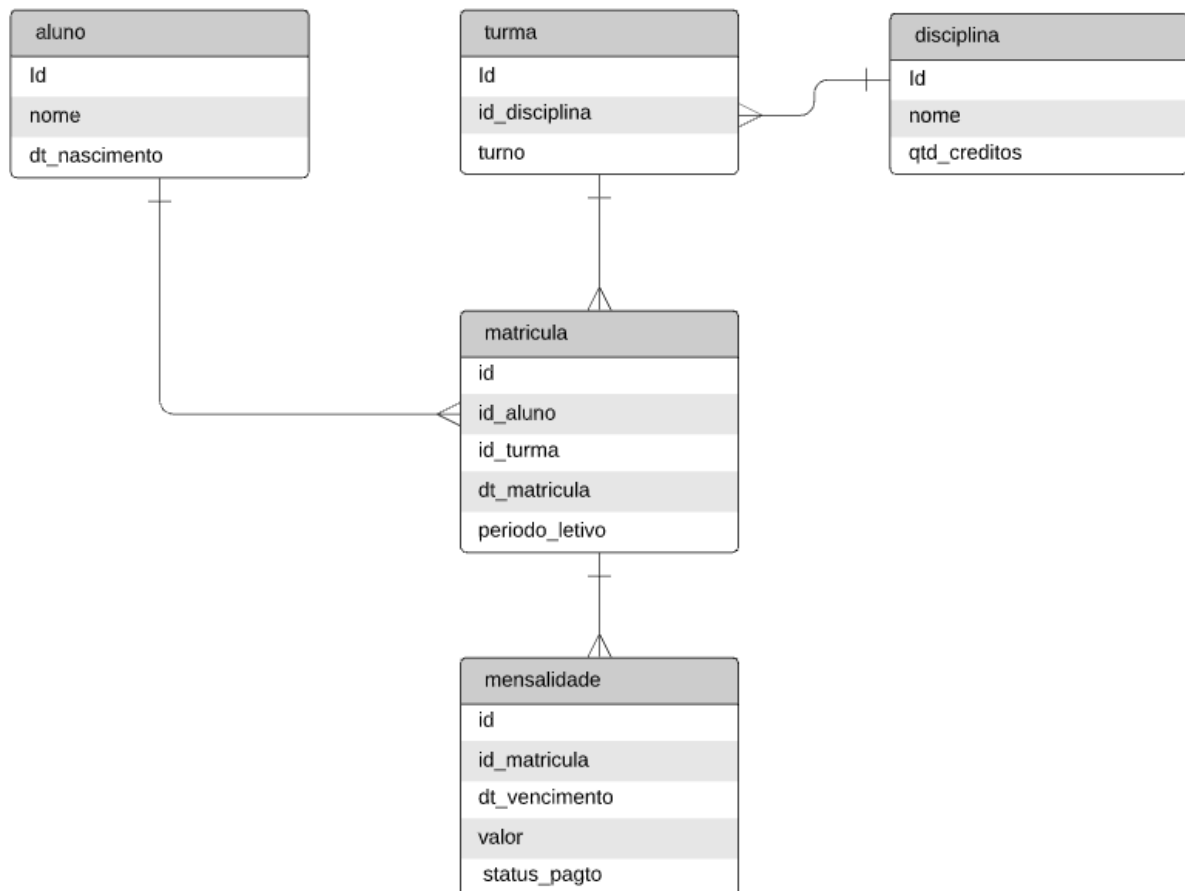 aluno
Id
nome
dt_nascimento
turma
Id
id_disciplina
turno
disciplina
Id
nome
qtd_creditos
matricula
id
id_aluno
id_turma
dt_matricula
periodo_letivo
mensalidade
id
id_matricula
dt_vencimento
valor
status_pagto